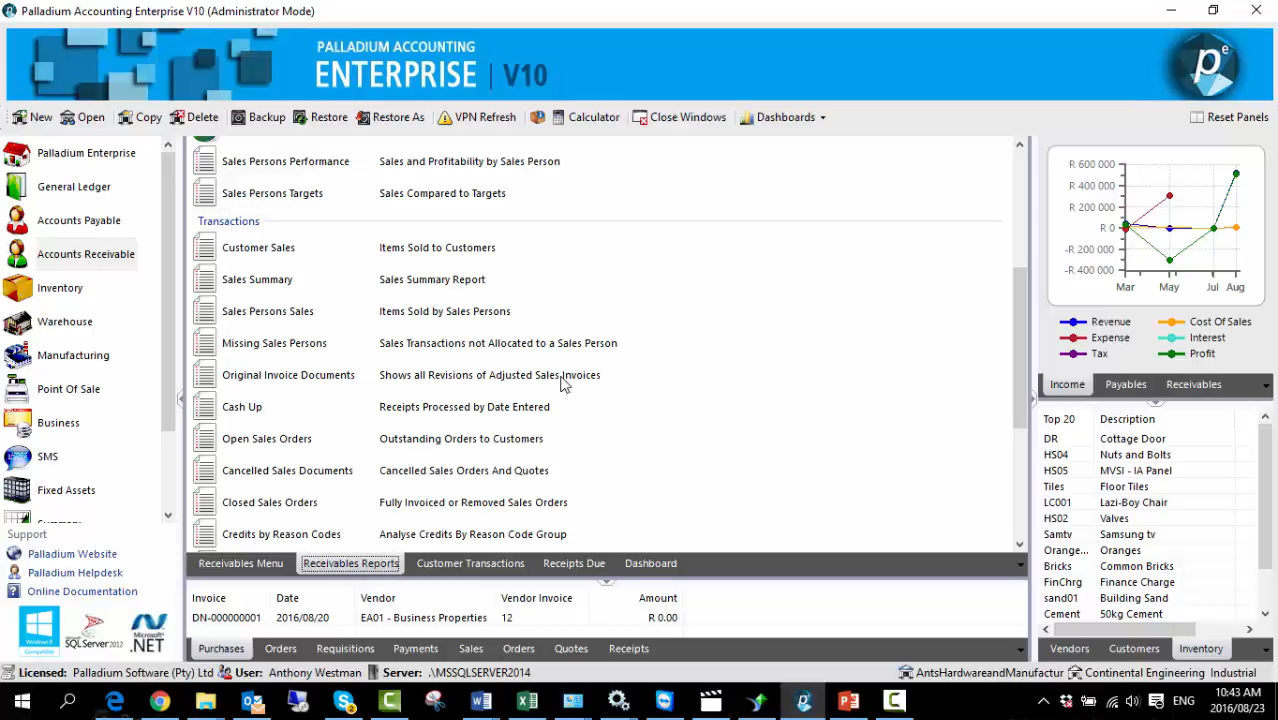 Palladium Accounting Enterprise V10 (Administrator Mode)
PALLADIUM ACCOUNTING
ENTERPRISE | V10
pe
New Open Copy Delete Backup Restore Restore As VPN Refresh Calculator Close Windows Dashboards Reset Panels
Palladium Enterprise
General Ledger
Accounts Payable
Accounts Receivable
Inventory
Warehouse
Manufacturing
Point Of Sale
Business
SMS
Fixed Assets
Support
Palladium Website
Palladium Helpdesk
Online Documentation
Windows 8
Compatible
Microsoft
SQL Server 2012
Microsoft
.NET
Sales Persons Performance Sales and Profitability by Sales Person
Sales Persons Targets Sales Compared to Targets
Transactions
Customer Sales Items Sold to Customers
Sales Summary Sales Summary Report
Sales Persons Sales Items Sold by Sales Persons
Missing Sales Persons Sales Transactions not Allocated to a Sales Person
Original Invoice Documents Shows all Revisions of Adjusted Sales Invoices
Cash Up Receipts Processed by Date Entered
Open Sales Orders Outstanding Orders to Customers
Cancelled Sales Documents Cancelled Sales Orders And Quotes
Closed Sales Orders Fully Invoiced or Removed Sales Orders
Credits by Reason Codes Analyse Credits By Reason Code Group
Receivables Menu Receivables Reports Customer Transactions Receipts Due Dashboard
Invoice Date Vendor Vendor Invoice Amount
DN-000000001 2016/08/20 EA01 - Business Properties 12 R 0.00
Purchases Orders Requisitions Payments Sales Orders Quotes Receipts
R 600 000
R 400 000
R 200 000
R 0
-R 200 000
-R 400 000
Mar May Jul Aug
Revenue Cost Of Sales
Expense Interest
Tax Profit
Income Payables Receivables
Top 20 Description
DR Cottage Door
HS04 Nuts and Bolts
HS05 MVSI - IA Panel
Tiles Floor Tiles
LC001 Lazi-Boy Chair
HS02 Valves
Samtv Samsung tv
Orange... Oranges
Bricks Common Bricks
FinChrg Finance Charge
sand01 Building Sand
Cement 50kg Cement
Vendors Customers Inventory
Licensed: Palladium Software (Pty) Ltd User: Anthony Westman Server: .\MSSQLSERVER2014 AntsHardwareandManufactur Continental Engineering Industrial
ENG
10:43 AM
2016/08/23